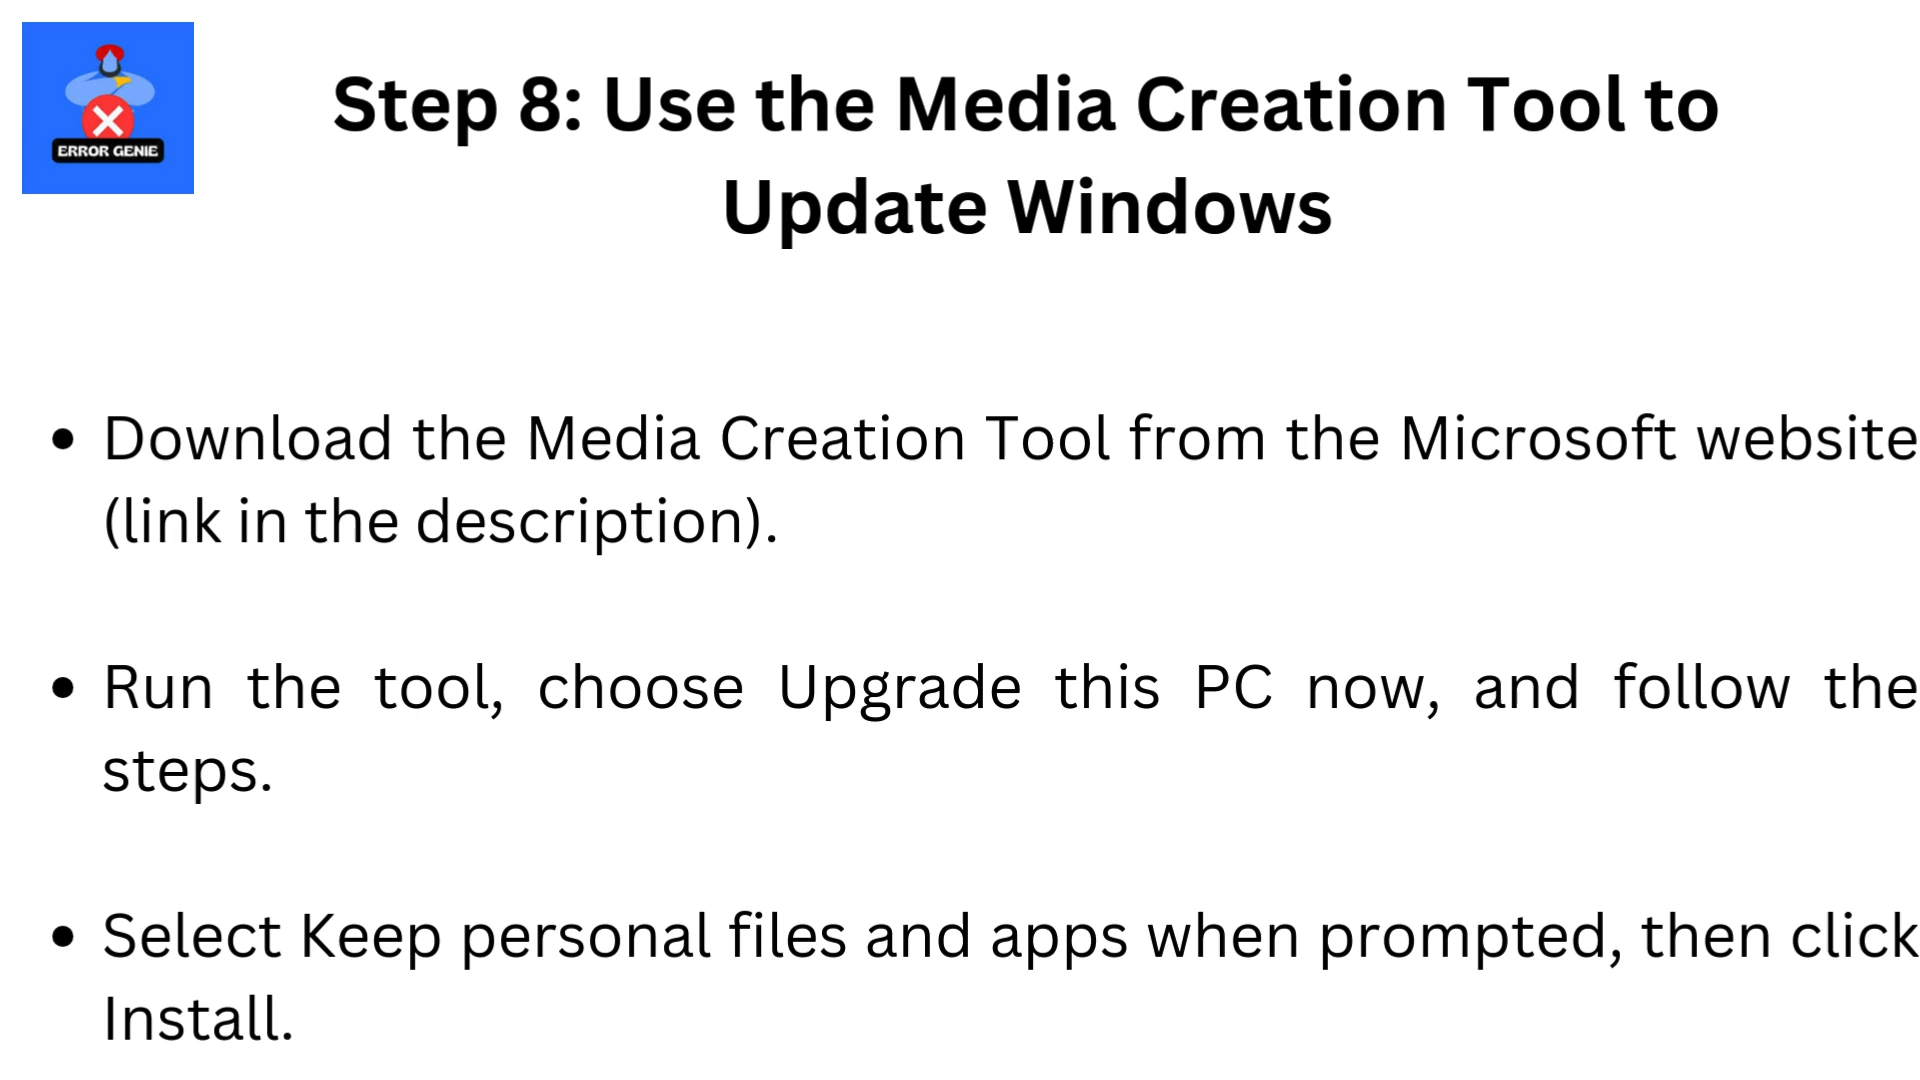 ERROR GENIE
Step 8: Use the Media Creation Tool to
Update Windows
• Download the Media Creation Tool from the Microsoft website
(link in the description).
• Run the tool, choose Upgrade this PC now, and follow the
steps.
• Select Keep personal files and apps when prompted, then click
Install.